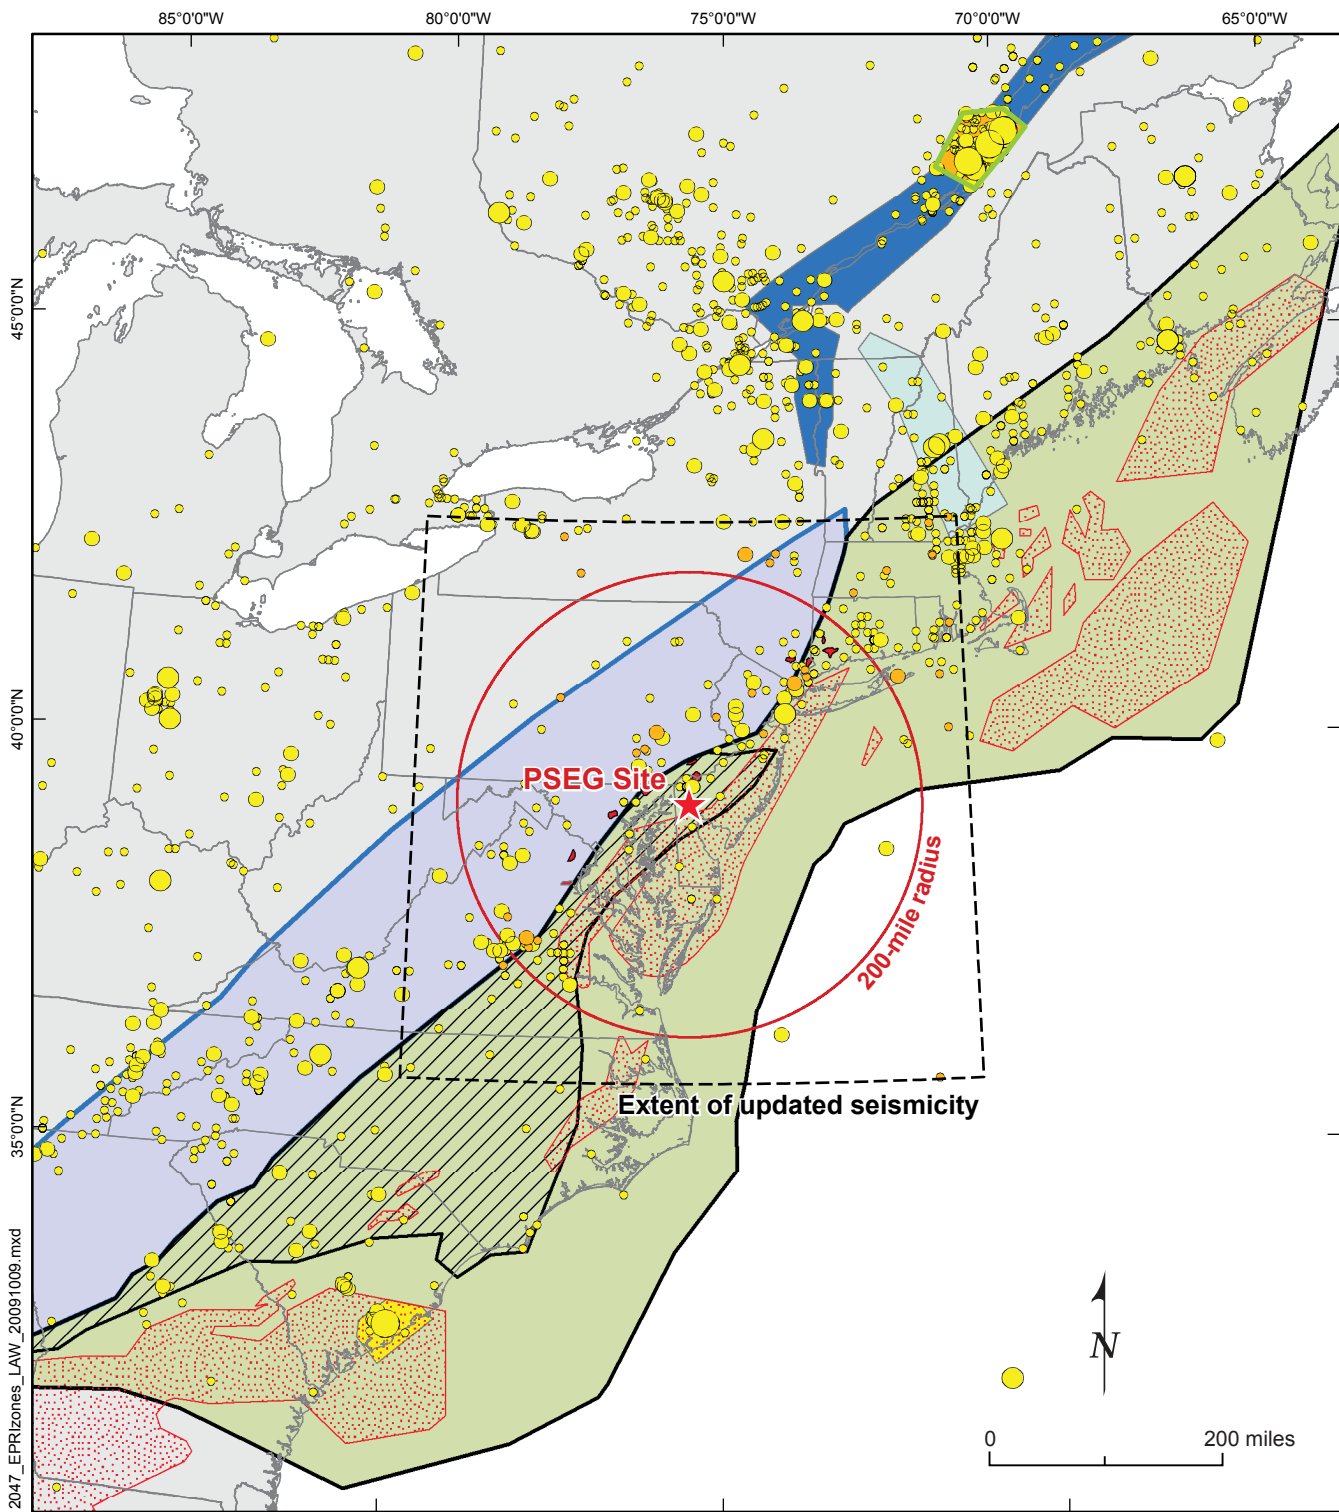 85°0'0"W
80°0'0"W
75°0'0"W
70°0'0"W
65°0'0"W
45°0'0"N
40°0'0"N
PSEG Site
200-mile radius
Extent of updated seismicity
35°0'0"N
N
0
200 miles
2047_EPRIzones_LAW_20091009.mxd